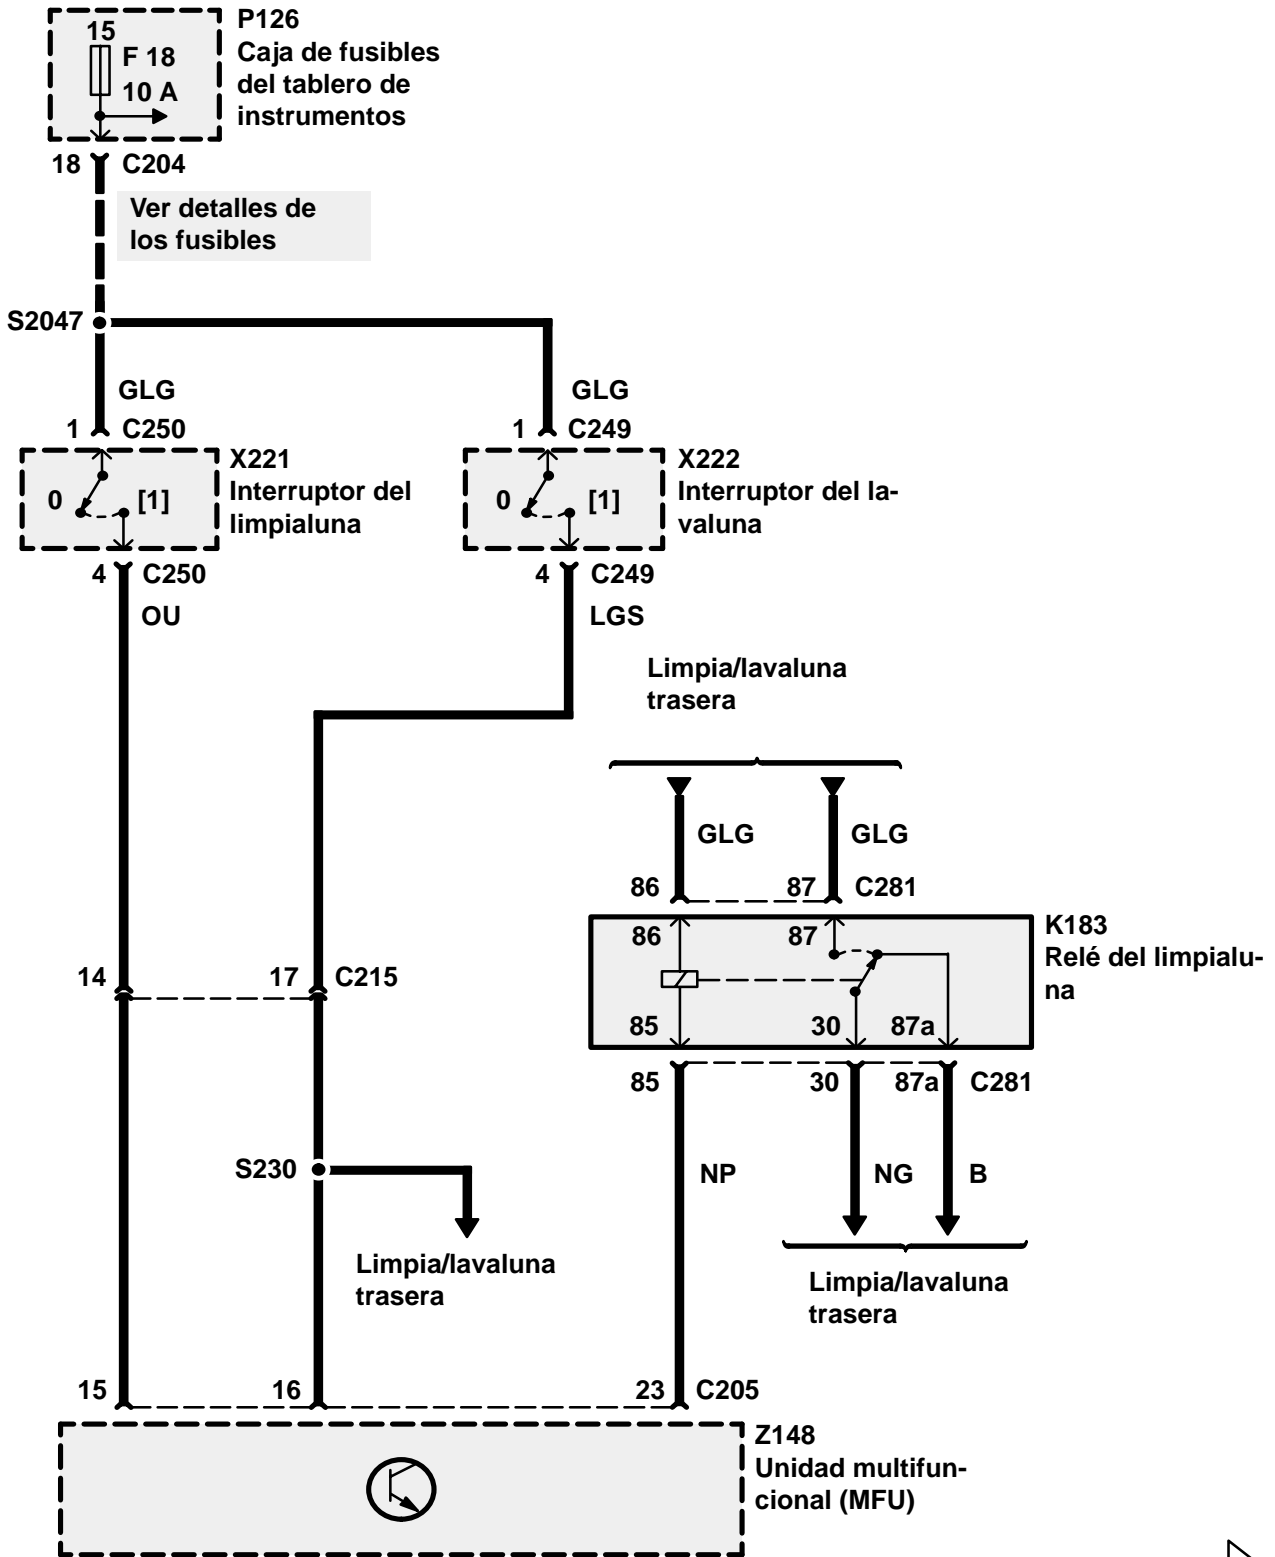 P126
15
F 18
Caja de fusibles
del tablero de
10 A
instrumentos
18 C204
Ver detalles de
los fusibles
S2047
GLG GLG
1 C250 1 C249
X221 X222
0 [1] Interruptor del 0 [1] Interruptor del la-
limpialuna valuna
4 C250 4 C249
OU LGS
Limpia/lavaluna
trasera
GLG GLG
86 87 C281
86 87 K183
Relé del limpialu-
na
14 17 C215
85 30 87a
85 30 87a C281
S230 NP NG B
Limpia/lavaluna
trasera
Limpia/lavaluna
trasera
15 16 23 C205
Z148
Unidad multifun-
cional (MFU)